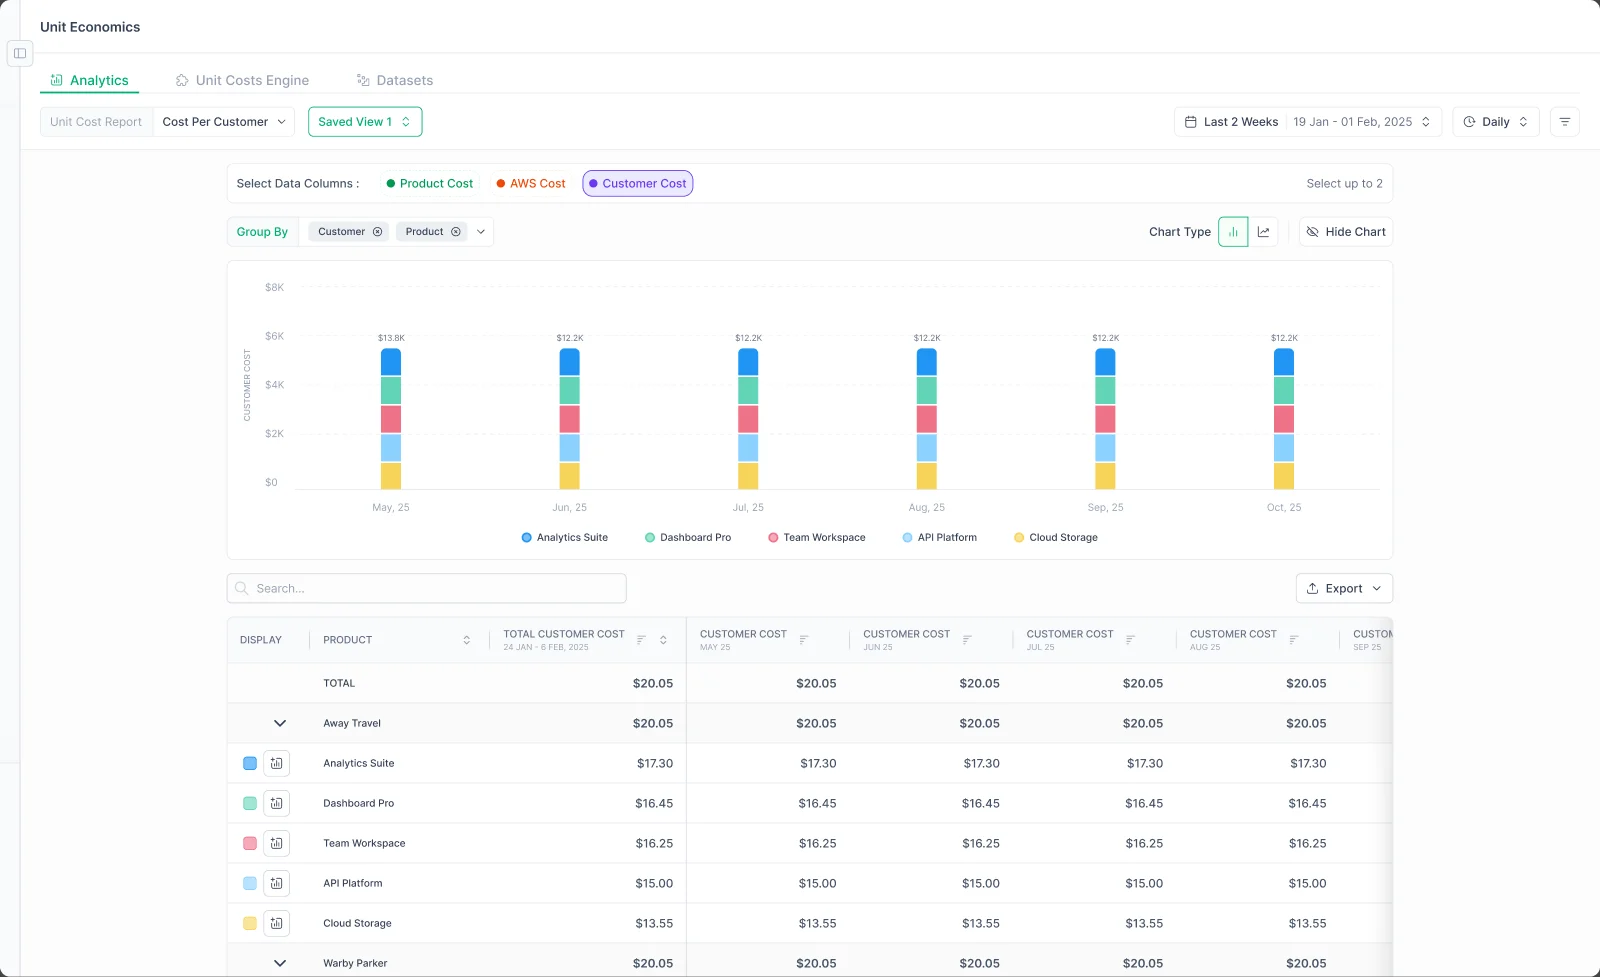 Unit Economics
Analytics Unit Costs Engine Datasets
Unit Cost Report Cost Per Customer Saved View 1 Last 2 Weeks 19 Jan - 01 Feb, 2025 Daily
Select Data Columns : Product Cost AWS Cost Customer Cost Select up to 2
Group By Customer Product Chart Type Hide Chart
$8K
$6K
$4K
$2K
$0
CUSTOMER COST
$13.8K $12.2K $12.2K $12.2K $12.2K $12.2K
May, 25 Jun, 25 Jul, 25 Aug, 25 Sep, 25 Oct, 25
Analytics Suite Dashboard Pro Team Workspace API Platform Cloud Storage
Search... Export
DISPLAY PRODUCT TOTAL CUSTOMER COST CUSTOMER COST CUSTOMER COST CUSTOMER COST CUSTOMER COST CUSTOM
24 JAN - 6 FEB, 2025 MAY 25 JUN 25 JUL 25 AUG 25 SEP 25
TOTAL $20.05 $20.05 $20.05 $20.05 $20.05
Away Travel $20.05 $20.05 $20.05 $20.05 $20.05
Analytics Suite $17.30 $17.30 $17.30 $17.30 $17.30
Dashboard Pro $16.45 $16.45 $16.45 $16.45 $16.45
Team Workspace $16.25 $16.25 $16.25 $16.25 $16.25
API Platform $15.00 $15.00 $15.00 $15.00 $15.00
Cloud Storage $13.55 $13.55 $13.55 $13.55 $13.55
Warby Parker $20.05 $20.05 $20.05 $20.05 $20.05